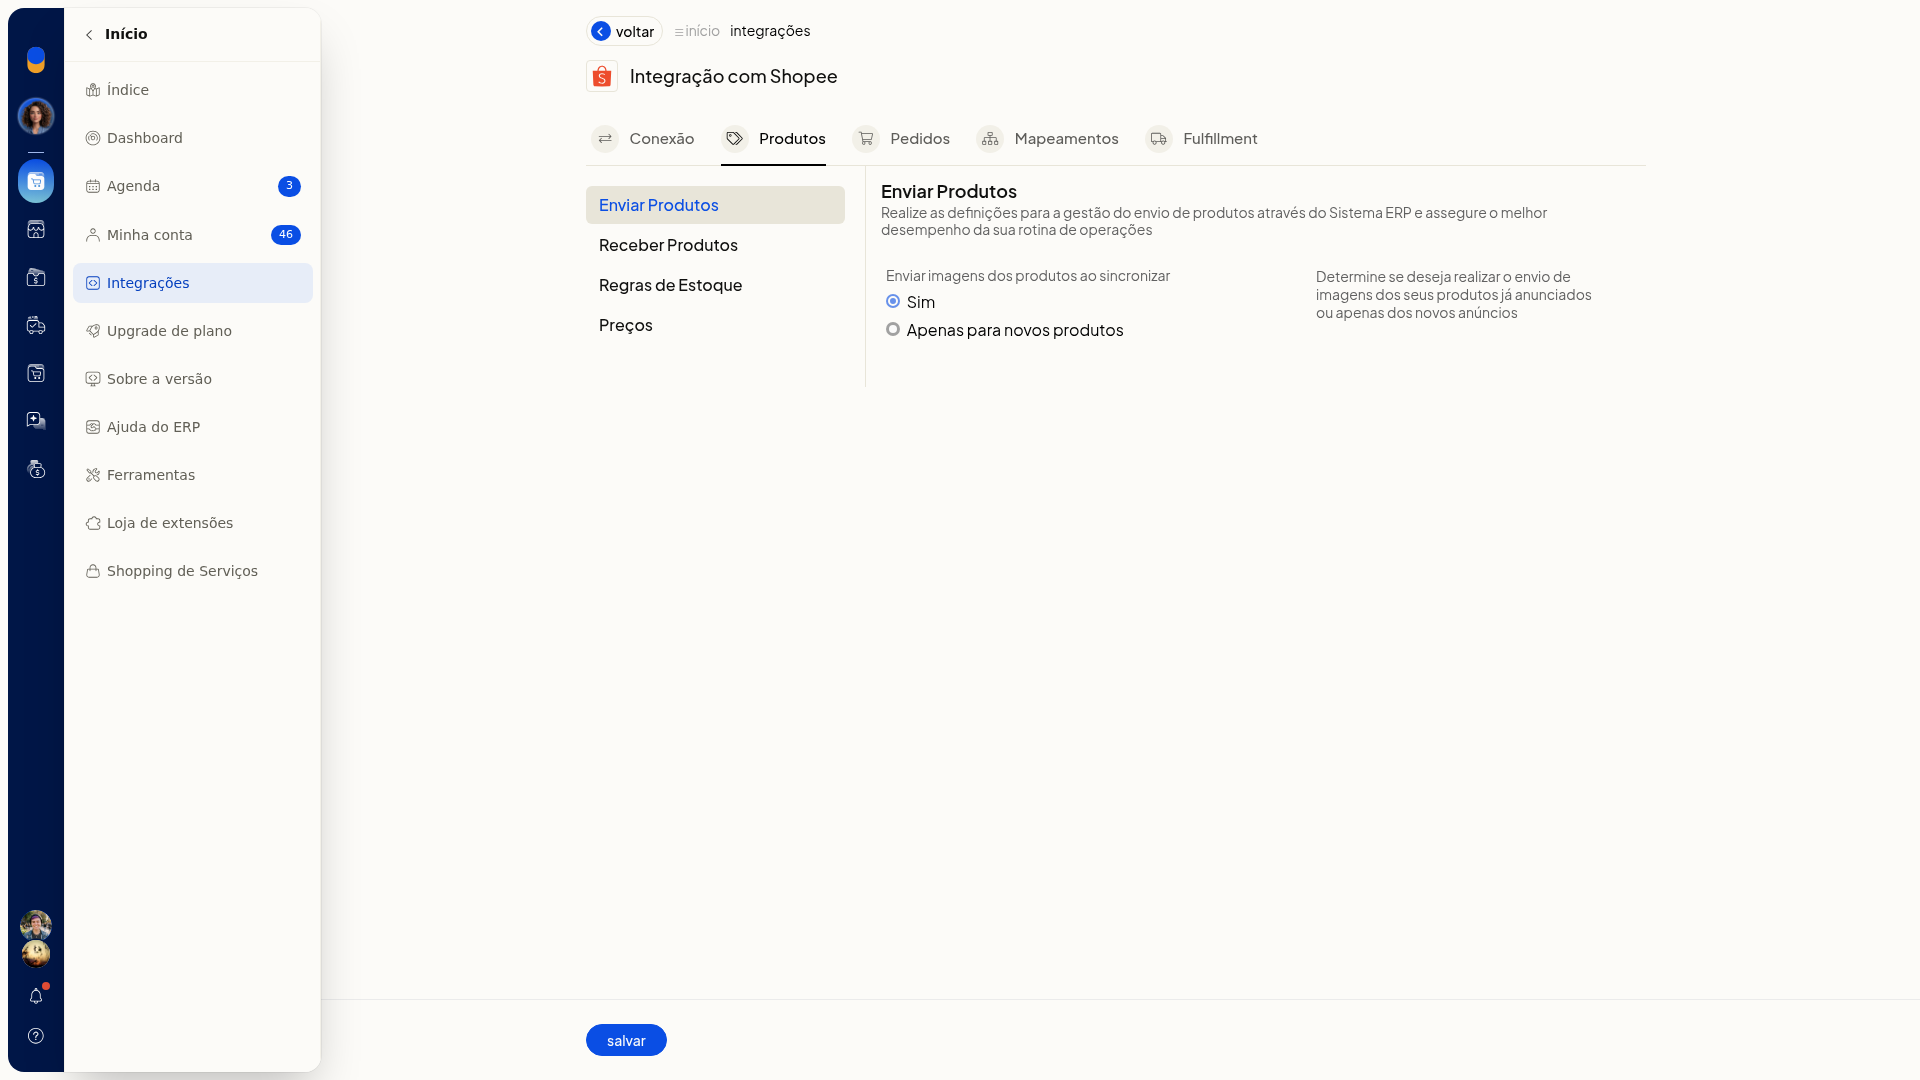 Início
Índice
Dashboard
Agenda 3
Minha conta 46
Integrações
Upgrade de plano
Sobre a versão
Ajuda do ERP
Ferramentas
Loja de extensões
Shopping de Serviços
voltar início integrações
Integração com Shopee
Conexão Produtos Pedidos Mapeamentos Fulfillment
Enviar Produtos
Receber Produtos
Regras de Estoque
Preços
Enviar Produtos
Realize as definições para a gestão do envio de produtos através do Sistema ERP e assegure o melhor
desempenho da sua rotina de operações
Enviar imagens dos produtos ao sincronizar
Sim
Apenas para novos produtos
Determine se deseja realizar o envio de
imagens dos seus produtos já anunciados
ou apenas dos novos anúncios
salvar